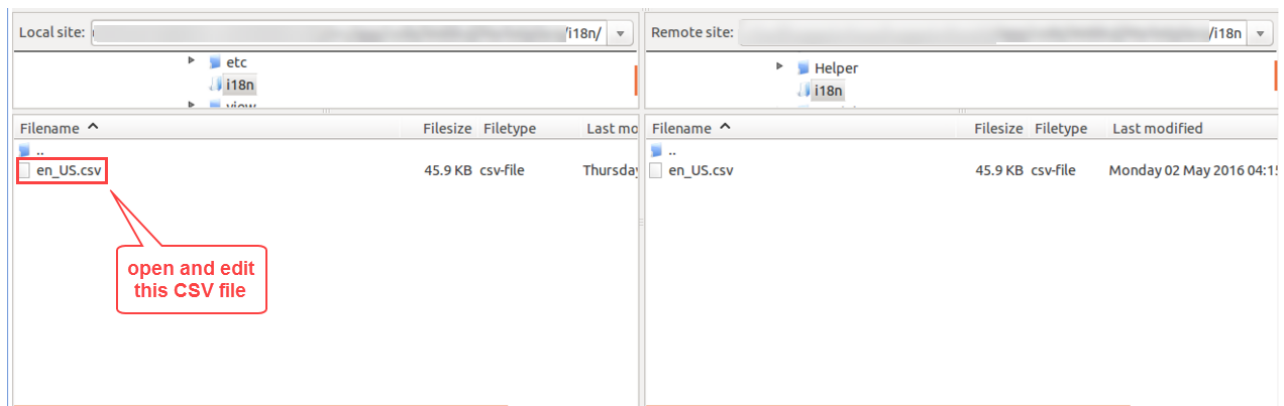 Local site: /i18n/
etc
i18n
view
Filename Filesize Filetype Last mo
..
en_US.csv 45.9 KB csv-file Thursday
open and edit
this CSV file
Remote site: /i18n
Helper
i18n
Filename Filesize Filetype Last modified
..
en_US.csv 45.9 KB csv-file Monday 02 May 2016 04:1